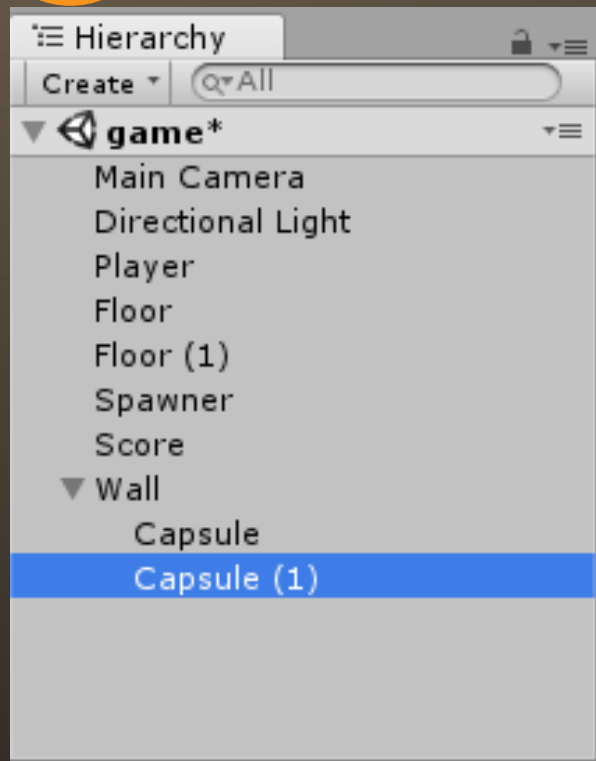 Hierarchy
Create All
game*
Main Camera
Directional Light
Player
Floor
Floor (1)
Spawner
Score
Wall
Capsule
Capsule (1)